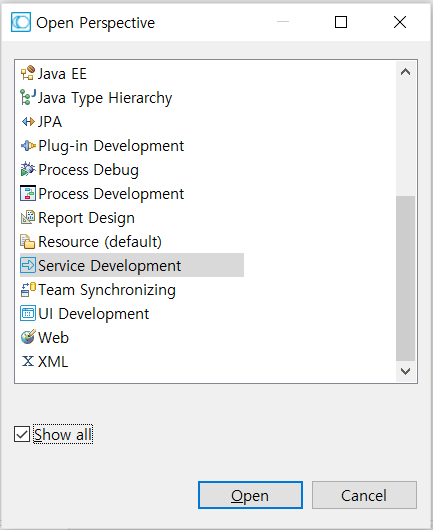 Open Perspective
Java EE
Java Type Hierarchy
JPA
Plug-in Development
Process Debug
Process Development
Report Design
Resource (default)
Service Development
Team Synchronizing
UI Development
Web
XML
Show all
Open
Cancel